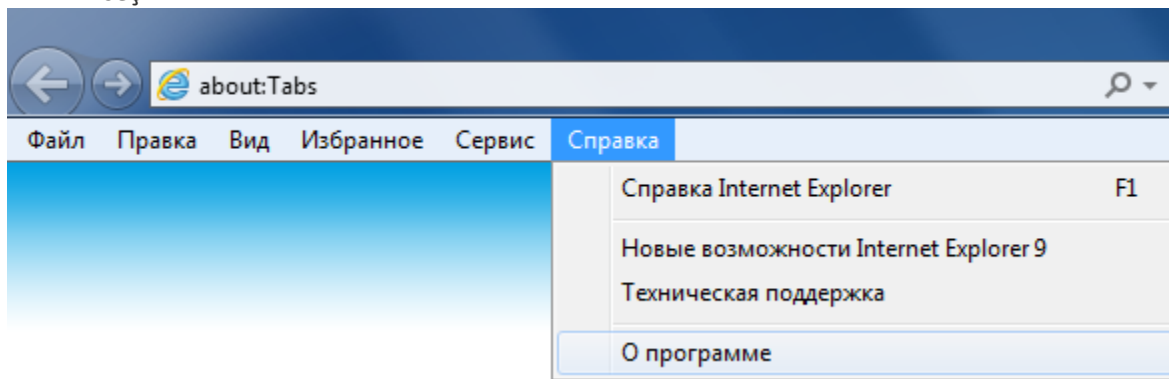 about:Tabs
Файл Правка Вид Избранное Сервис Справка
Справка Internet Explorer F1
Новые возможности Internet Explorer 9
Техническая поддержка
О программе